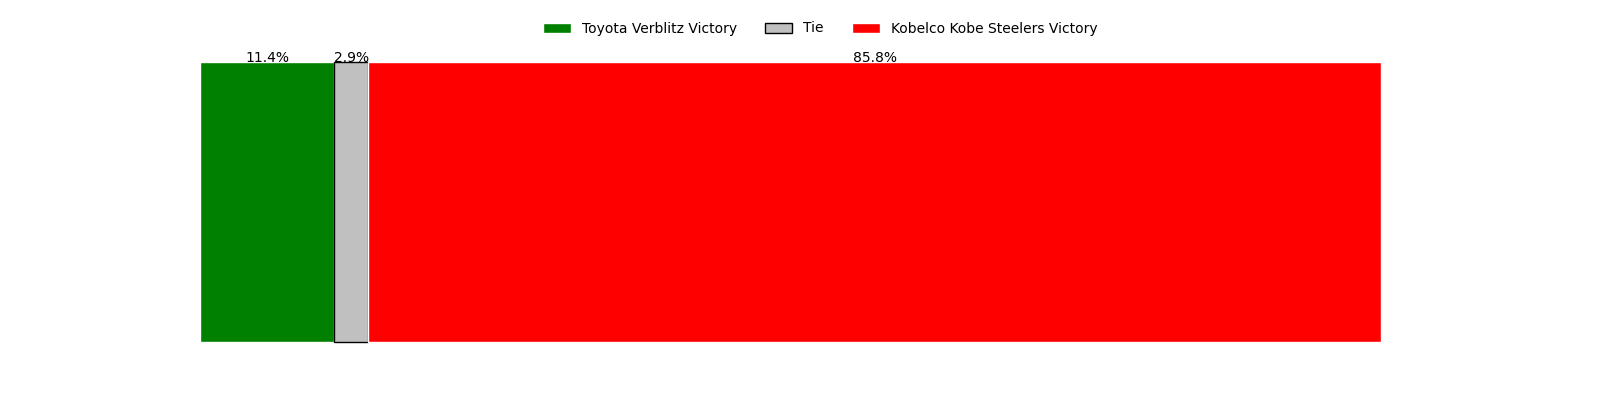 Toyota Verblitz Victory Tie Kobelco Kobe Steelers Victory
11.4% 2.9% 85.8%